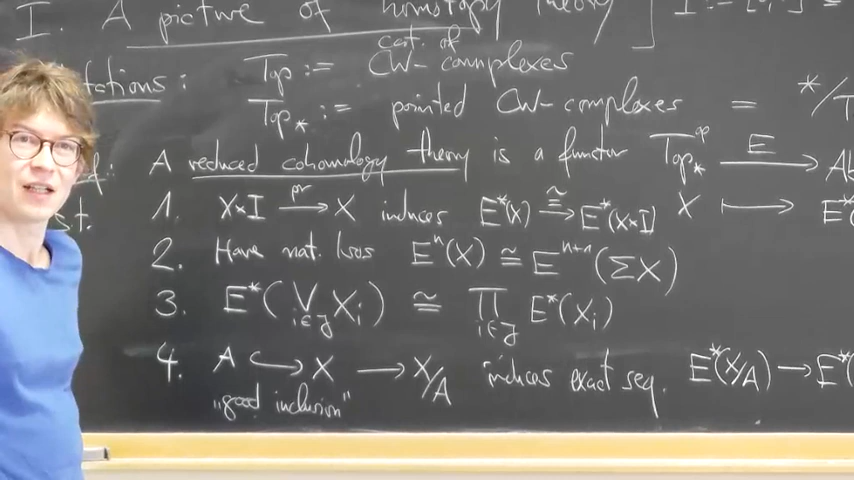 I. A picture of homotopy theory ] I := [0,1] =
tations : Top := cat. of CW-complexes
Top* := pointed CW-complexes = */T
f: A reduced cohomology theory is a functor Top*^op —E→ Ab
s.t. 1. X×I —pr→ X induces E*(X) —≅→ E*(X×I) X ⟼ E*(
2. Have nat. isos E^n(X) ≅ E^{n+1}(ΣX)
3. E*(⋁_{i∈J} X_i) ≅ ∏_{i∈J} E*(X_i)
4. A ↪ X → X/A induces exact seq. E*(X/A) → E*(
„good inclusion"